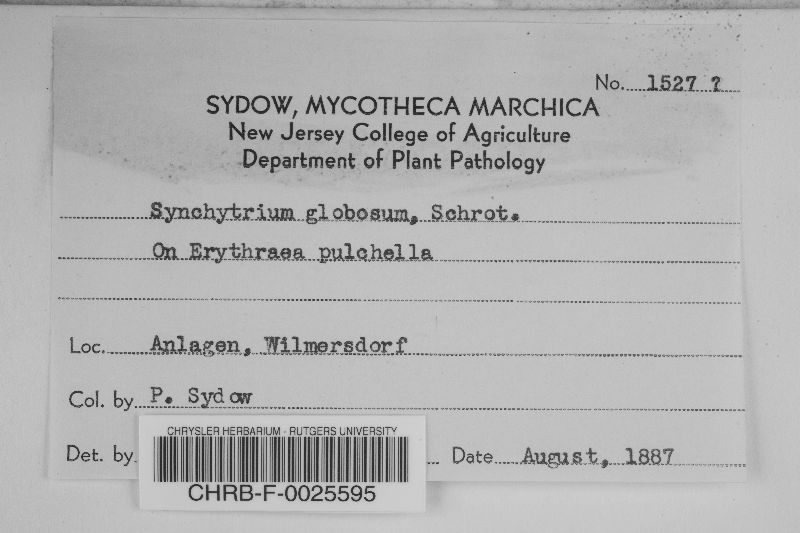 No. 1527 ?
SYDOW, MYCOTHECA MARCHICA
New Jersey College of Agriculture
Department of Plant Pathology
Synchytrium globosum, Schrot.
On Erythraea pulchella
Loc. Anlagen, Wilmersdorf
Col. by P. Sydow
Det. by Date August, 1887
CHRYSLER HERBARIUM - RUTGERS UNIVERSITY
CHRB-F-0025595